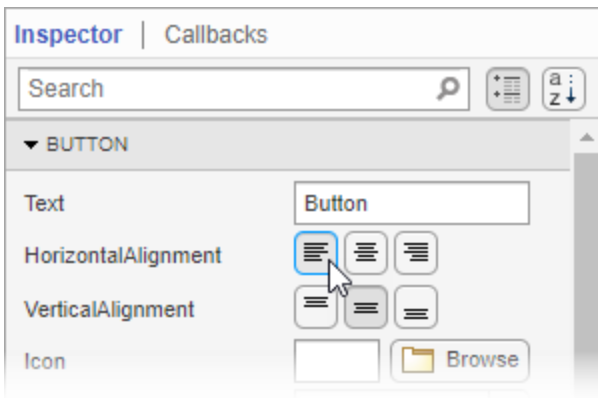 Inspector | Callbacks
Search
a
z
BUTTON
Text Button
HorizontalAlignment
VerticalAlignment
Icon Browse